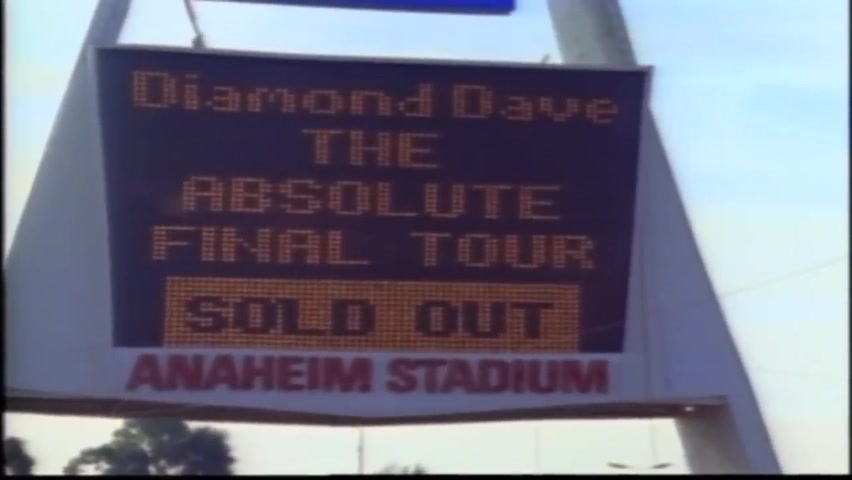 Diamond Dave
THE
ABSOLUTE
FINAL TOUR
SOLD OUT
ANAHEIM STADIUM